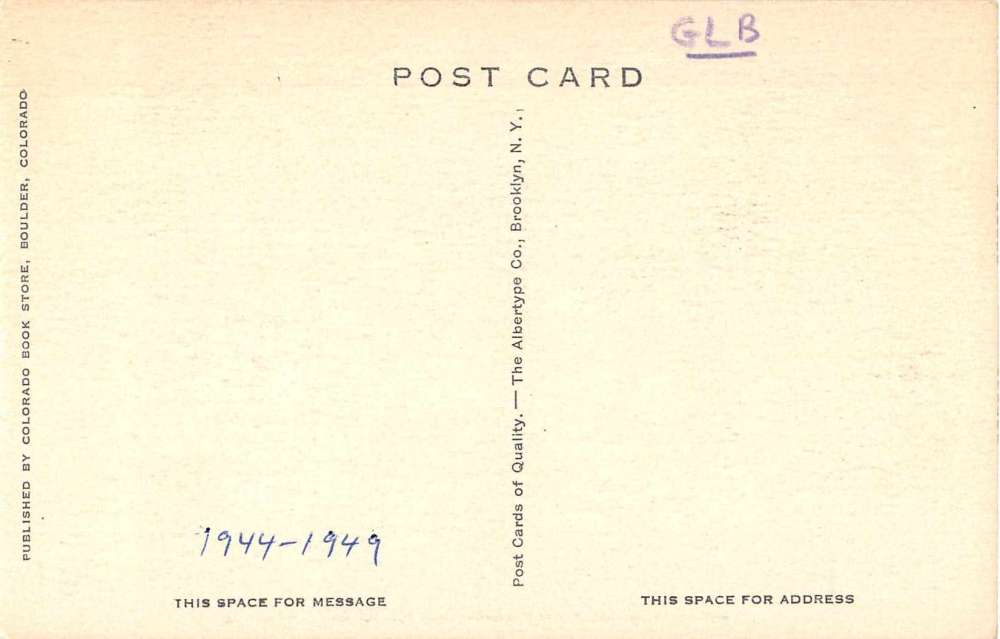 GLB
POST CARD
PUBLISHED BY COLORADO BOOK STORE, BOULDER, COLORADO
Post Cards of Quality. — The Albertype Co., Brooklyn, N. Y.,
1944-1949
THIS SPACE FOR MESSAGE
THIS SPACE FOR ADDRESS